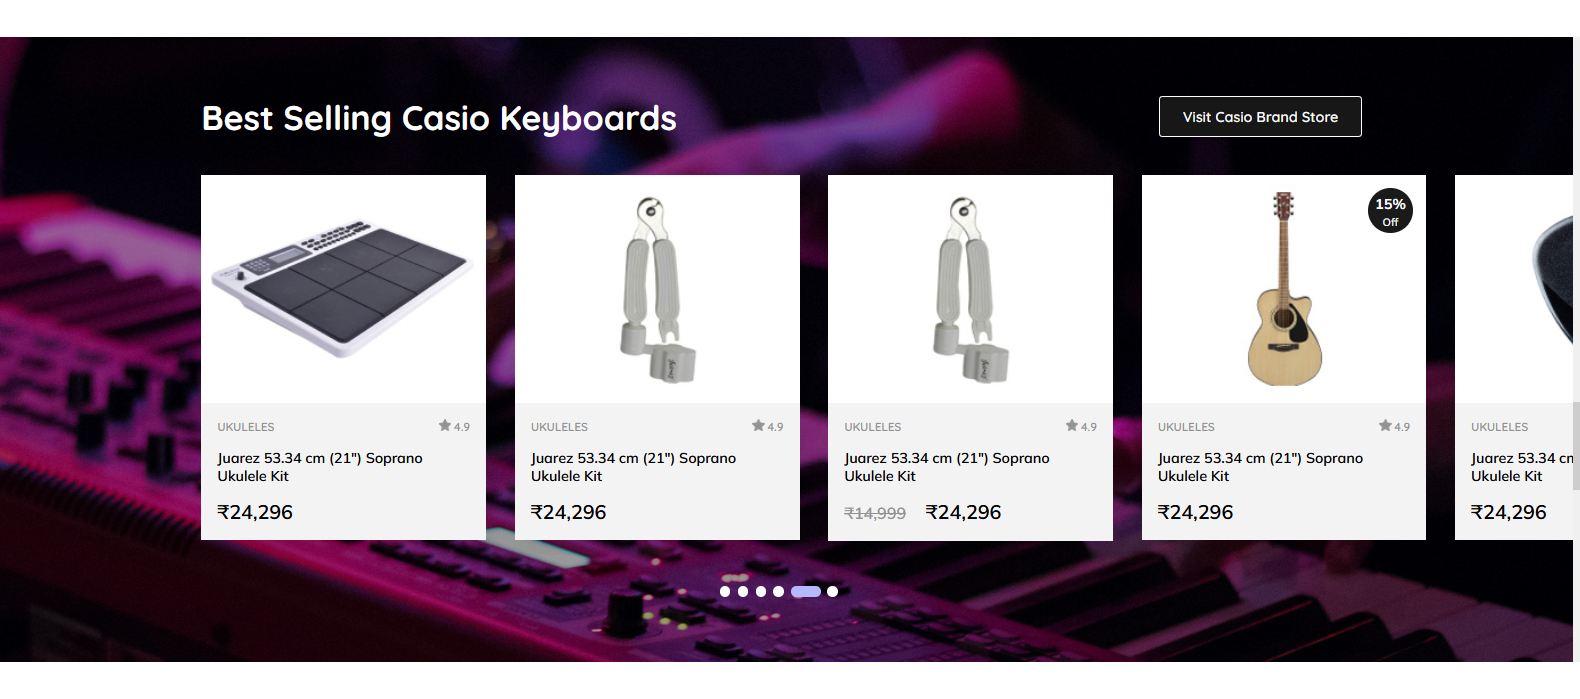 Best Selling Casio Keyboards
Visit Casio Brand Store
15%
Off
UKULELES
4.9
Juarez 53.34 cm (21") Soprano
Ukulele Kit
₹24,296
UKULELES
4.9
Juarez 53.34 cm (21") Soprano
Ukulele Kit
₹24,296
UKULELES
4.9
Juarez 53.34 cm (21") Soprano
Ukulele Kit
₹14,999 ₹24,296
UKULELES
4.9
Juarez 53.34 cm (21") Soprano
Ukulele Kit
₹24,296
UKULELES
Juarez 53.34 cm
Ukulele Kit
₹24,296